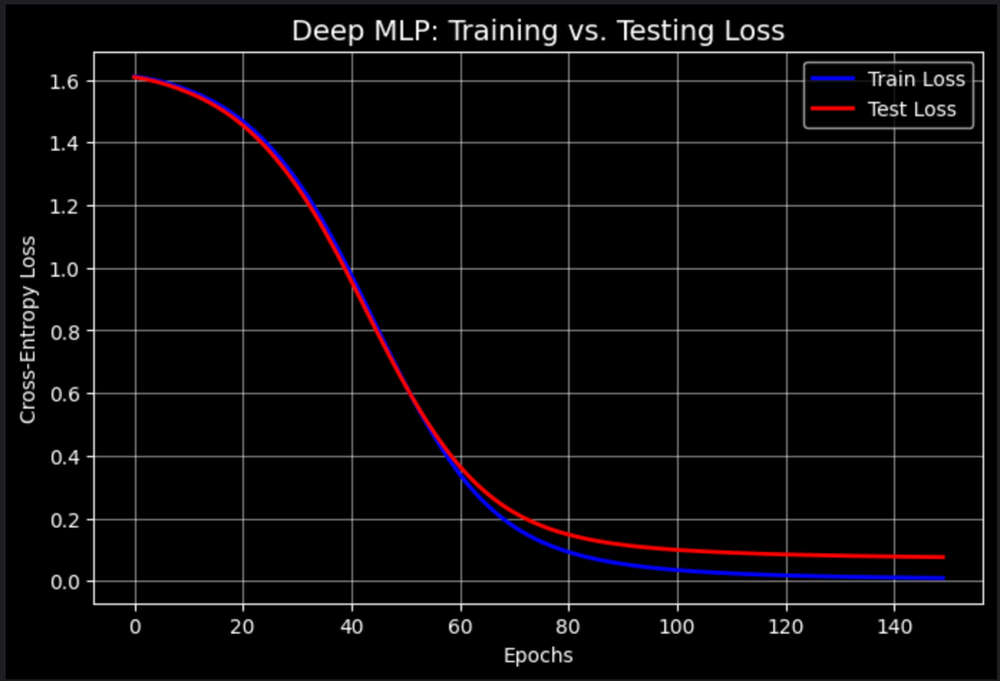 Deep MLP: Training vs. Testing Loss
Train Loss
Test Loss
Cross-Entropy Loss
1.6
1.4
1.2
1.0
0.8
0.6
0.4
0.2
0.0
0 20 40 60 80 100 120 140
Epochs